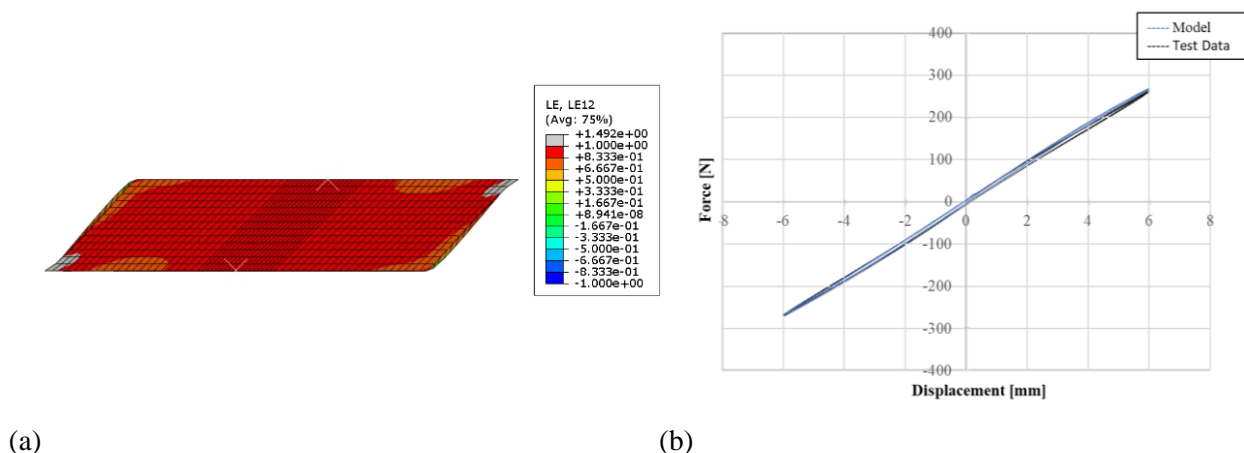 LE, LE12
(Avg: 75%)
+1.492e+00
+1.000e+00
+8.333e-01
+6.667e-01
+5.000e-01
+3.333e-01
+1.667e-01
+8.941e-08
-1.667e-01
-3.333e-01
-5.000e-01
-6.667e-01
-8.333e-01
-1.000e+00
Model
Test Data
400
300
200
100
0
-100
-200
-300
-400
-8
-6
-4
-2
0
2
4
6
8
Force [N]
Displacement [mm]
(a)
(b)